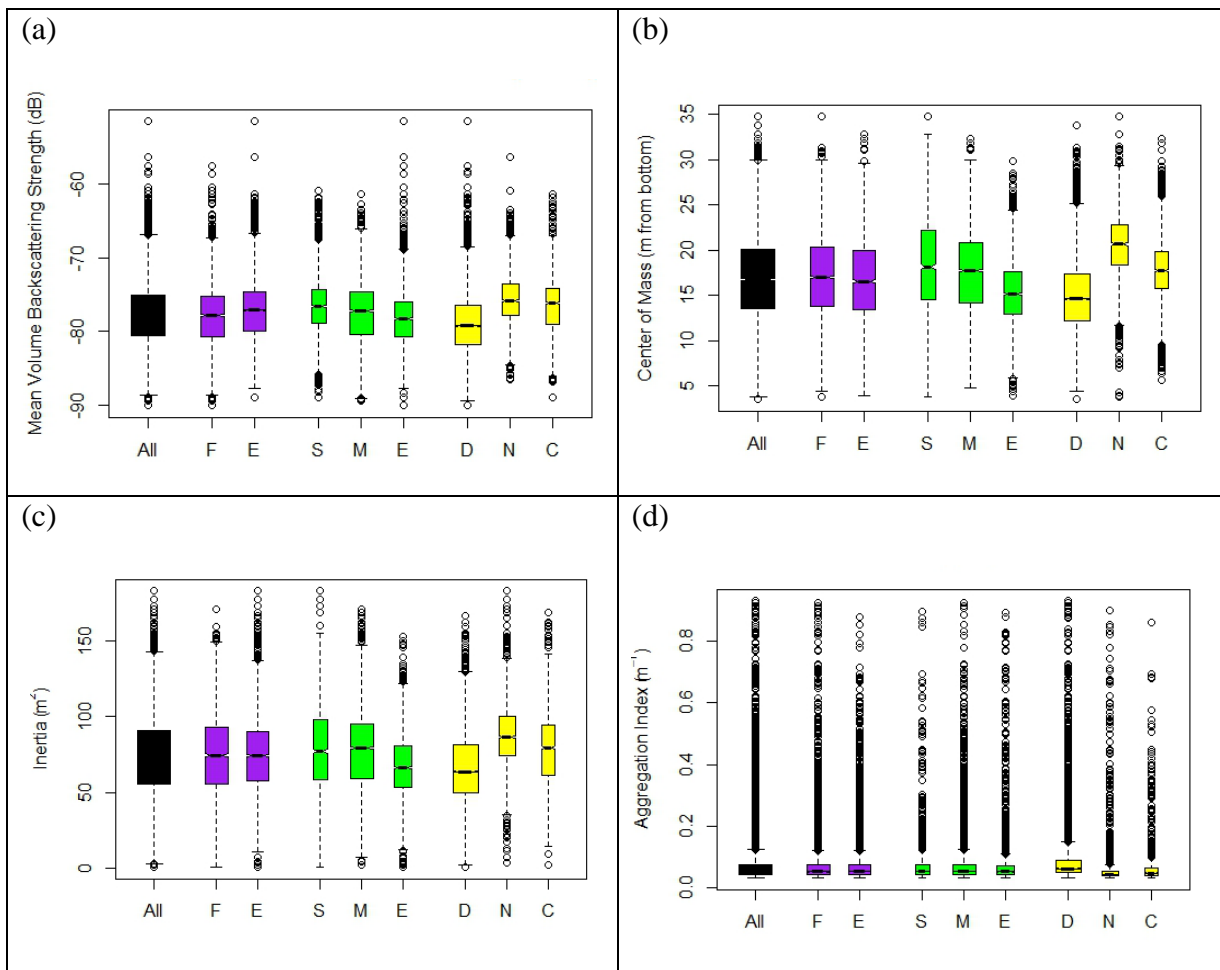 (a)
Mean Volume Backscattering Strength (dB)
-60
-70
-80
-90
All F E S M E D N C
(b)
Center of Mass (m from bottom)
35
30
25
20
15
10
5
All F E S M E D N C
(c)
Inertia (m²)
150
100
50
0
All F E S M E D N C
(d)
Aggregation Index (m⁻¹)
0.8
0.6
0.4
0.2
0.0
All F E S M E D N C